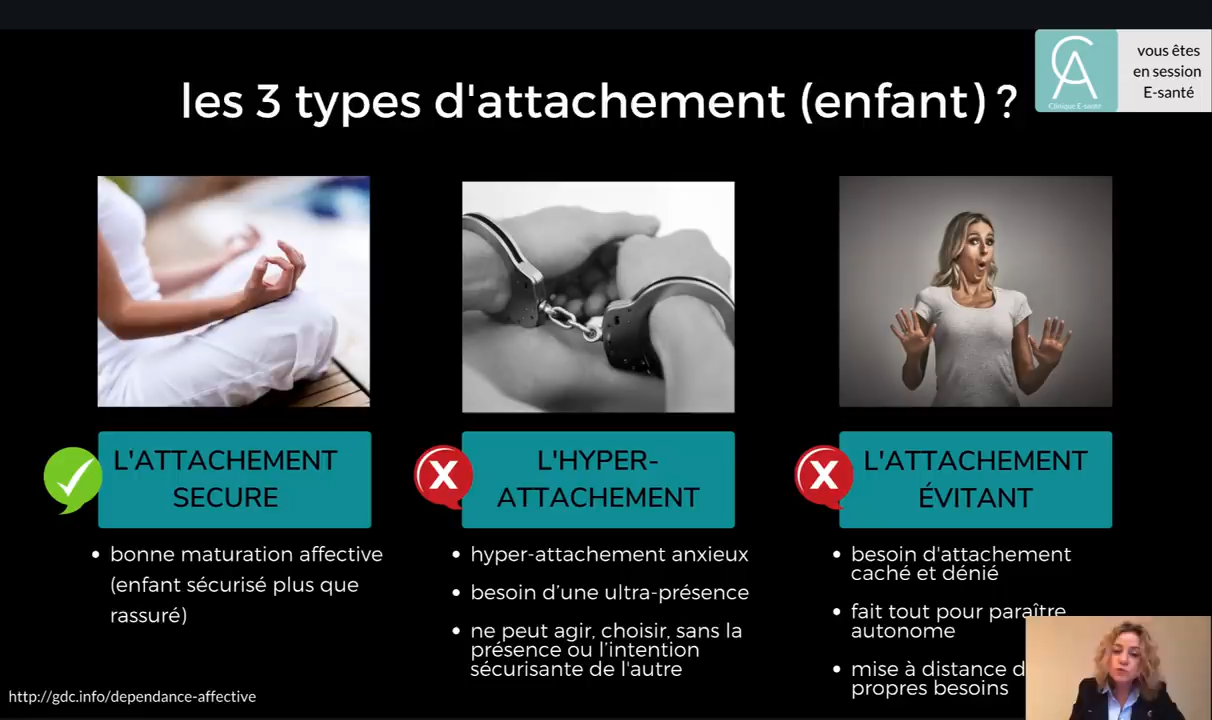 vous êtes
en session
E-santé
CA
Clinique E-santé
les 3 types d'attachement (enfant) ?
L'ATTACHEMENT
SECURE
bonne maturation affective
(enfant sécurisé plus que
rassuré)
L'HYPER-
ATTACHEMENT
hyper-attachement anxieux
besoin d'une ultra-présence
ne peut agir, choisir, sans la
présence ou l'intention
sécurisante de l'autre
L'ATTACHEMENT
ÉVITANT
besoin d'attachement
caché et dénié
fait tout pour paraître
autonome
mise à distance
propres besoins
http://gdc.info/dependance-affective